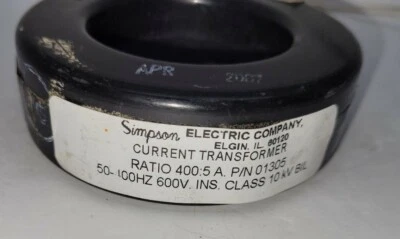 APR 2007
Simpson ELECTRIC COMPANY,
ELGIN, IL 60120
CURRENT TRANSFORMER
RATIO 400:5 A. P/N 01305
50-400HZ 600V. INS. CLASS 10 kV BIL